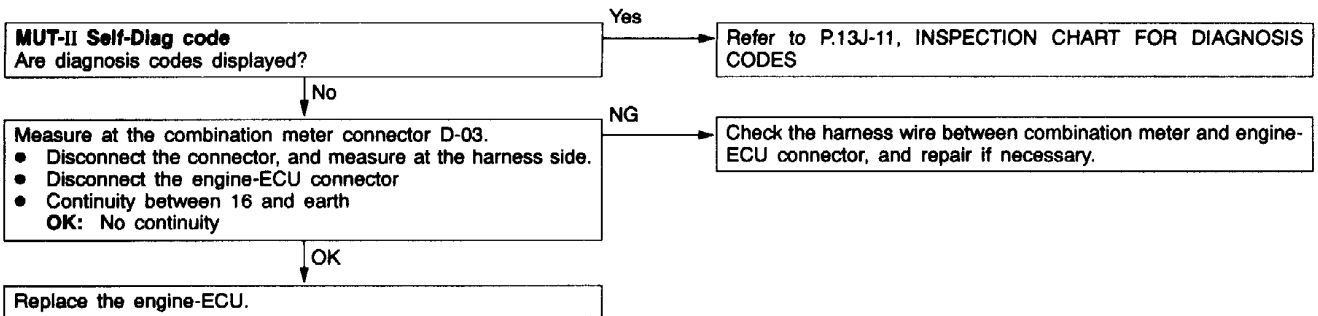 MUT-II Self-Diag code
Are diagnosis codes displayed?
Yes
Refer to P.13J-11, INSPECTION CHART FOR DIAGNOSIS
CODES
No
Measure at the combination meter connector D-03.
● Disconnect the connector, and measure at the harness side.
● Disconnect the engine-ECU connector
● Continuity between 16 and earth
OK: No continuity
NG
Check the harness wire between combination meter and engine-
ECU connector, and repair if necessary.
OK
Replace the engine-ECU.